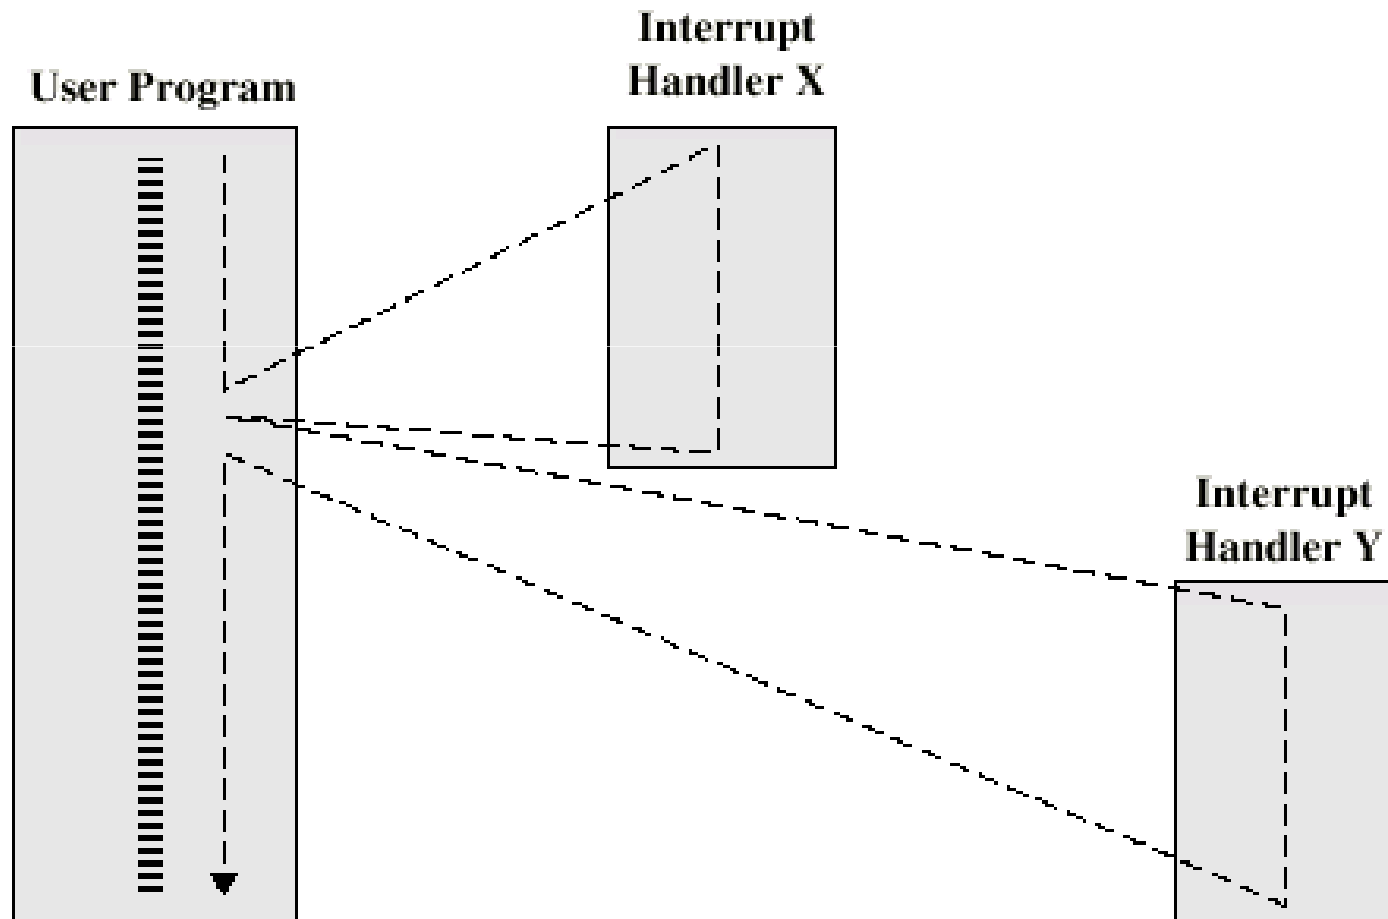 User Program
Interrupt
Handler X
Interrupt
Handler Y